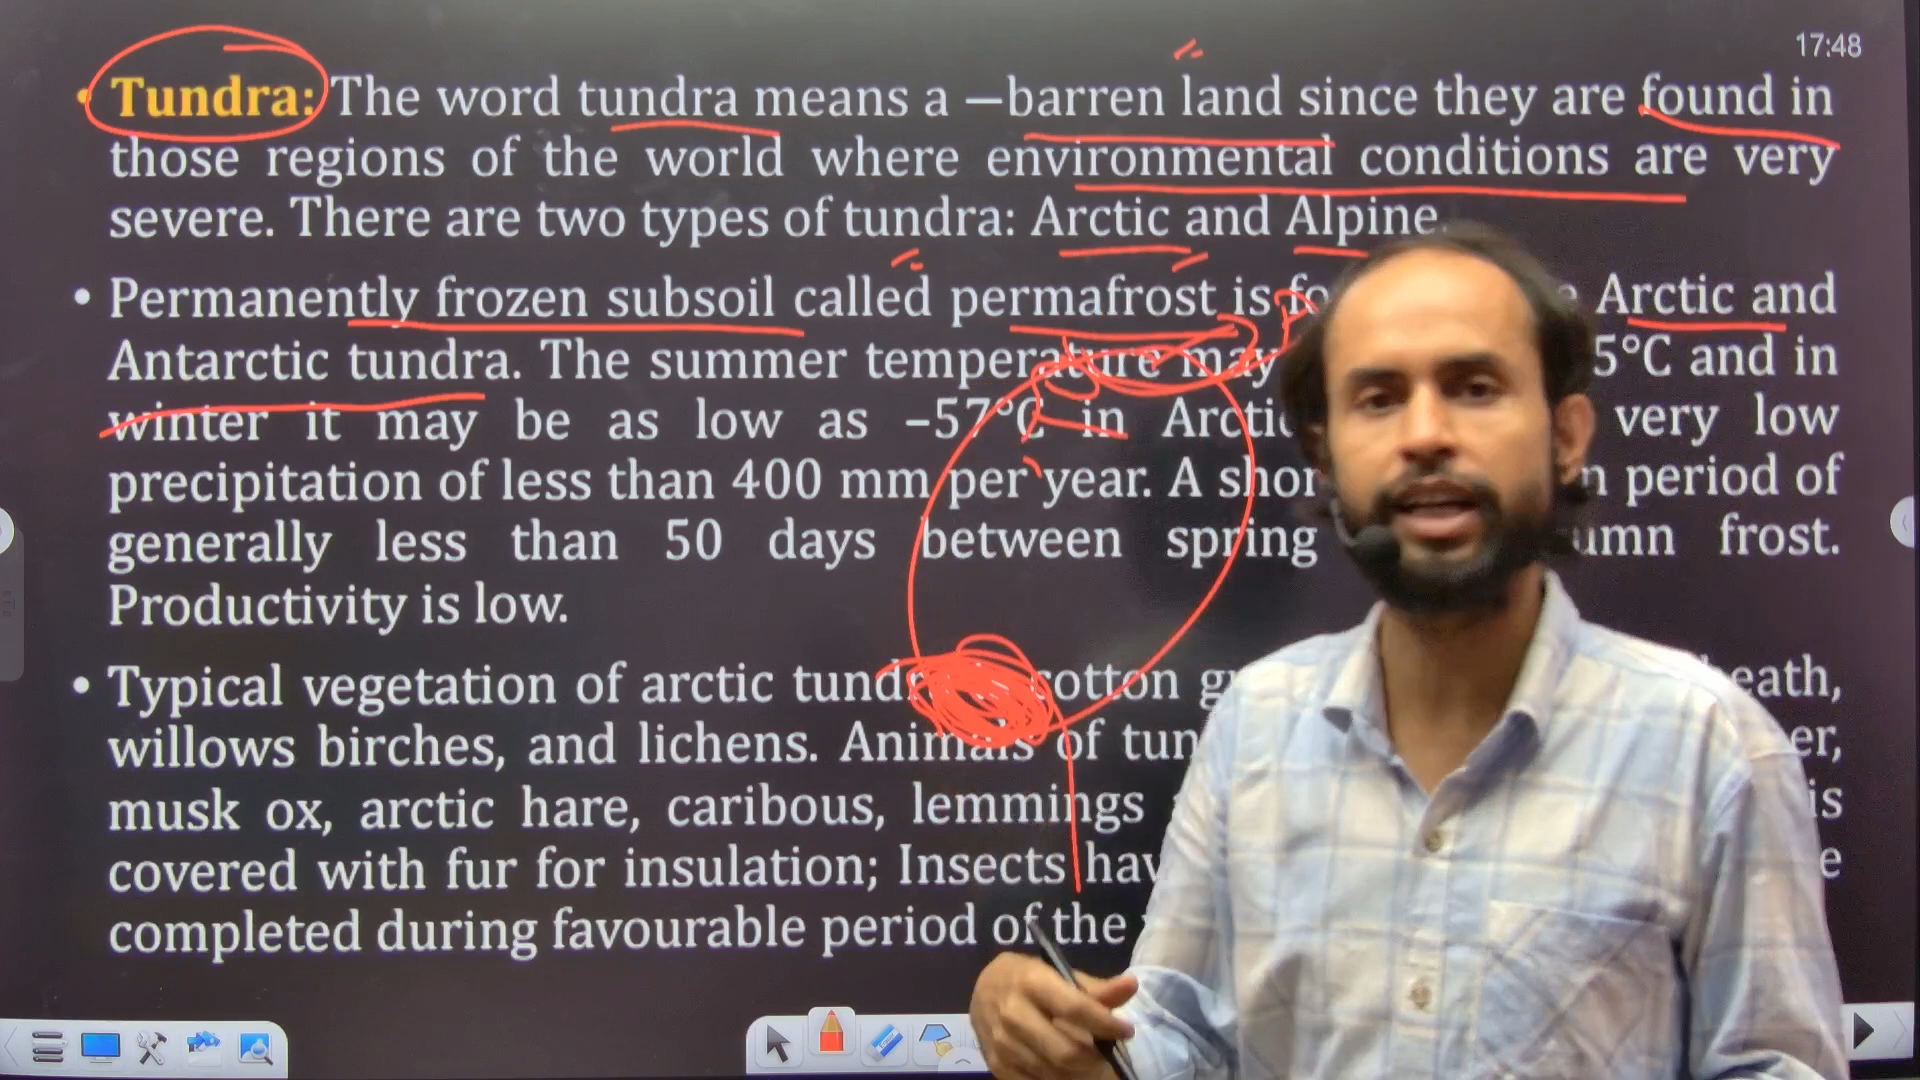 17:48
• Tundra: The word tundra means a —barren land since they are found in
those regions of the world where environmental conditions are very
severe. There are two types of tundra: Arctic and Alpine.
• Permanently frozen subsoil called permafrost is Arctic and
Antarctic tundra. The summer temperature may 5°C and in
winter it may be as low as –57°C in Arctic very low
precipitation of less than 400 mm per year. A period of
generally less than 50 days between spring frost.
Productivity is low.
• Typical vegetation of arctic cotton
willows birches, and lichens. Animals of
musk ox, arctic hare, caribous, lemmings is
covered with fur for insulation; Insects
completed during favourable period of the